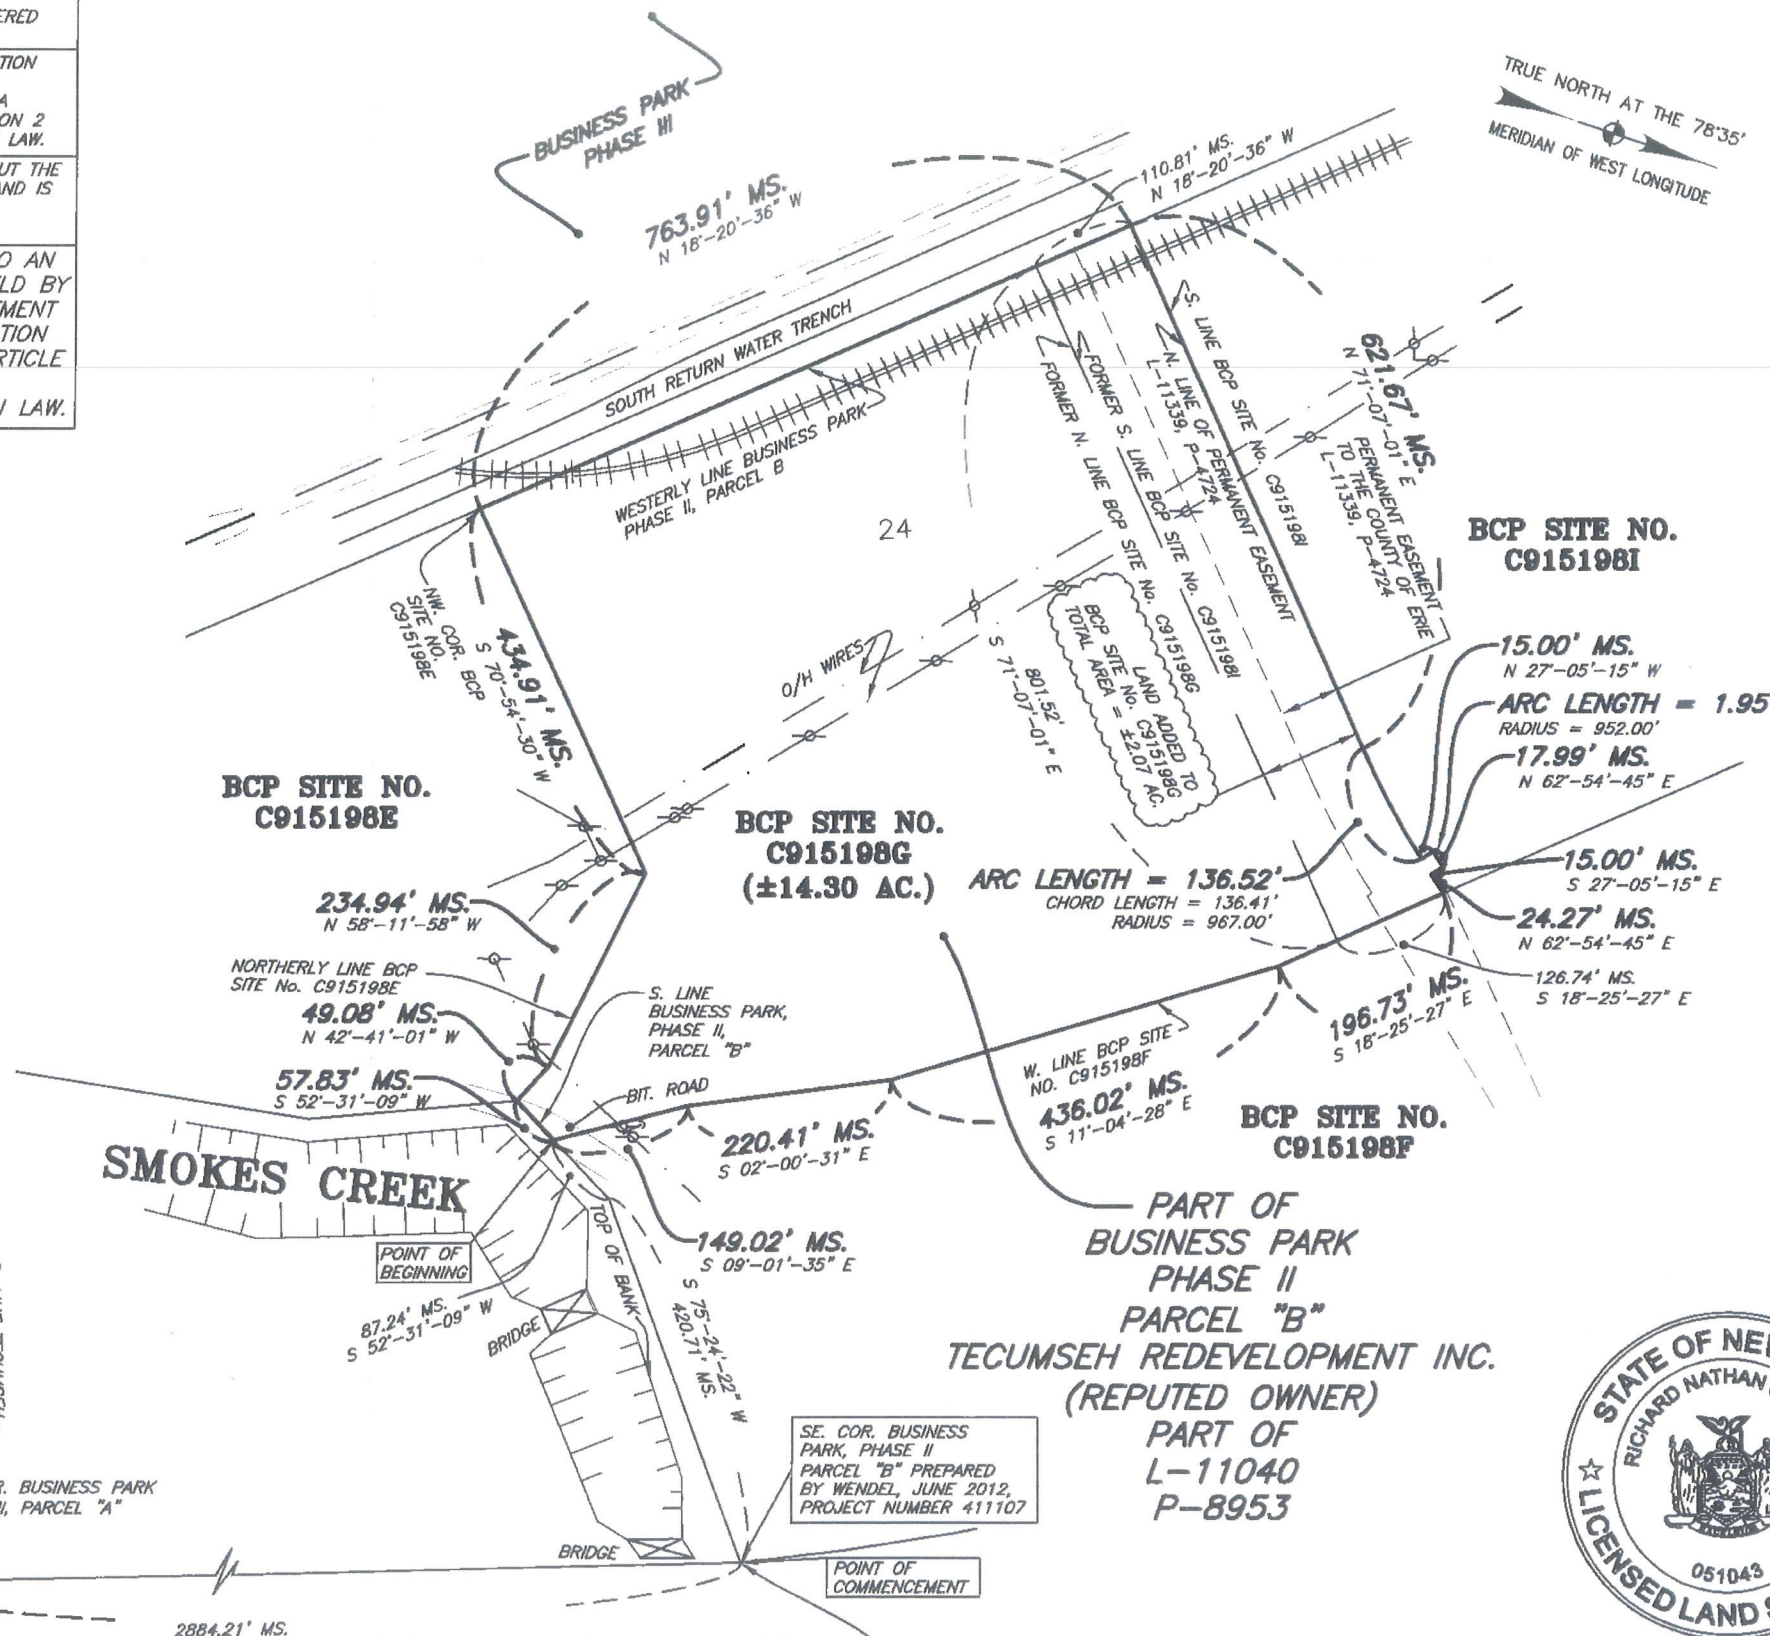 TION
A
ON 2
LAW.
UT THE
AND IS
O AN
LD BY
MENT
TION
RTICLE
LAW.
BUSINESS PARK
PHASE III
763.91' MS.
N 18°-20'-36" W
110.81' MS.
N 18°-20'-36" W
TRUE NORTH AT THE 78°35'
MERIDIAN OF WEST LONGITUDE
SOUTH RETURN WATER TRENCH
WESTERLY LINE BUSINESS PARK
PHASE II, PARCEL B
24
S. LINE BCP SITE No. C915198I
N. LINE OF PERMANENT EASEMENT
L-11339, P-4724
FORMER S. LINE BCP SITE No. C915198I
FORMER N. LINE BCP SITE No. C915198G
621.67' MS.
N 71°-07'-01" E
PERMANENT EASEMENT
TO THE COUNTY OF ERIE
L-11339, P-4724
BCP SITE NO.
C915198I
NW. COR. BCP
SITE NO.
C915198E
434.91' MS.
S 70°-54'-30" W
O/H WIRES
801.52'
S 71°-07'-01" E
LAND ADDED TO
BCP SITE No. C915198G
TOTAL AREA = ±2.07 AC.
15.00' MS.
N 27°-05'-15" W
ARC LENGTH = 1.95
RADIUS = 952.00'
17.99' MS.
N 62°-54'-45" E
15.00' MS.
S 27°-05'-15" E
24.27' MS.
N 62°-54'-45" E
126.74' MS.
S 18°-25'-27" E
BCP SITE NO.
C915198E
BCP SITE NO.
C915198G
(±14.30 AC.)
ARC LENGTH = 136.52'
CHORD LENGTH = 136.41'
RADIUS = 967.00'
234.94' MS.
N 58°-11'-58" W
NORTHERLY LINE BCP
SITE No. C915198E
49.08' MS.
N 42°-41'-01" W
57.83' MS.
S 52°-31'-09" W
S. LINE
BUSINESS PARK,
PHASE II,
PARCEL "B"
BIT. ROAD
196.73' MS.
S 18°-25'-27" E
W. LINE BCP SITE
NO. C915198F
436.02' MS.
S 11°-04'-28" E
220.41' MS.
S 02°-00'-31" E
BCP SITE NO.
C915198F
SMOKES CREEK
POINT OF
BEGINNING
149.02' MS.
S 09°-01'-35" E
87.24' MS.
S 52°-31'-09" W
BRIDGE
TOP OF BANK
S 75°-24'-22" W
420.71' MS.
PART OF
BUSINESS PARK
PHASE II
PARCEL "B"
TECUMSEH REDEVELOPMENT INC.
(REPUTED OWNER)
PART OF
L-11040
P-8953
SE. COR. BUSINESS
PARK, PHASE II
PARCEL "B" PREPARED
BY WENDEL, JUNE 2012,
PROJECT NUMBER 411107
BRIDGE
POINT OF
COMMENCEMENT
R. BUSINESS PARK
II, PARCEL "A"
2884.21' MS.
STATE OF NE
RICHARD NATHAN
051043
LICENSED LAND S